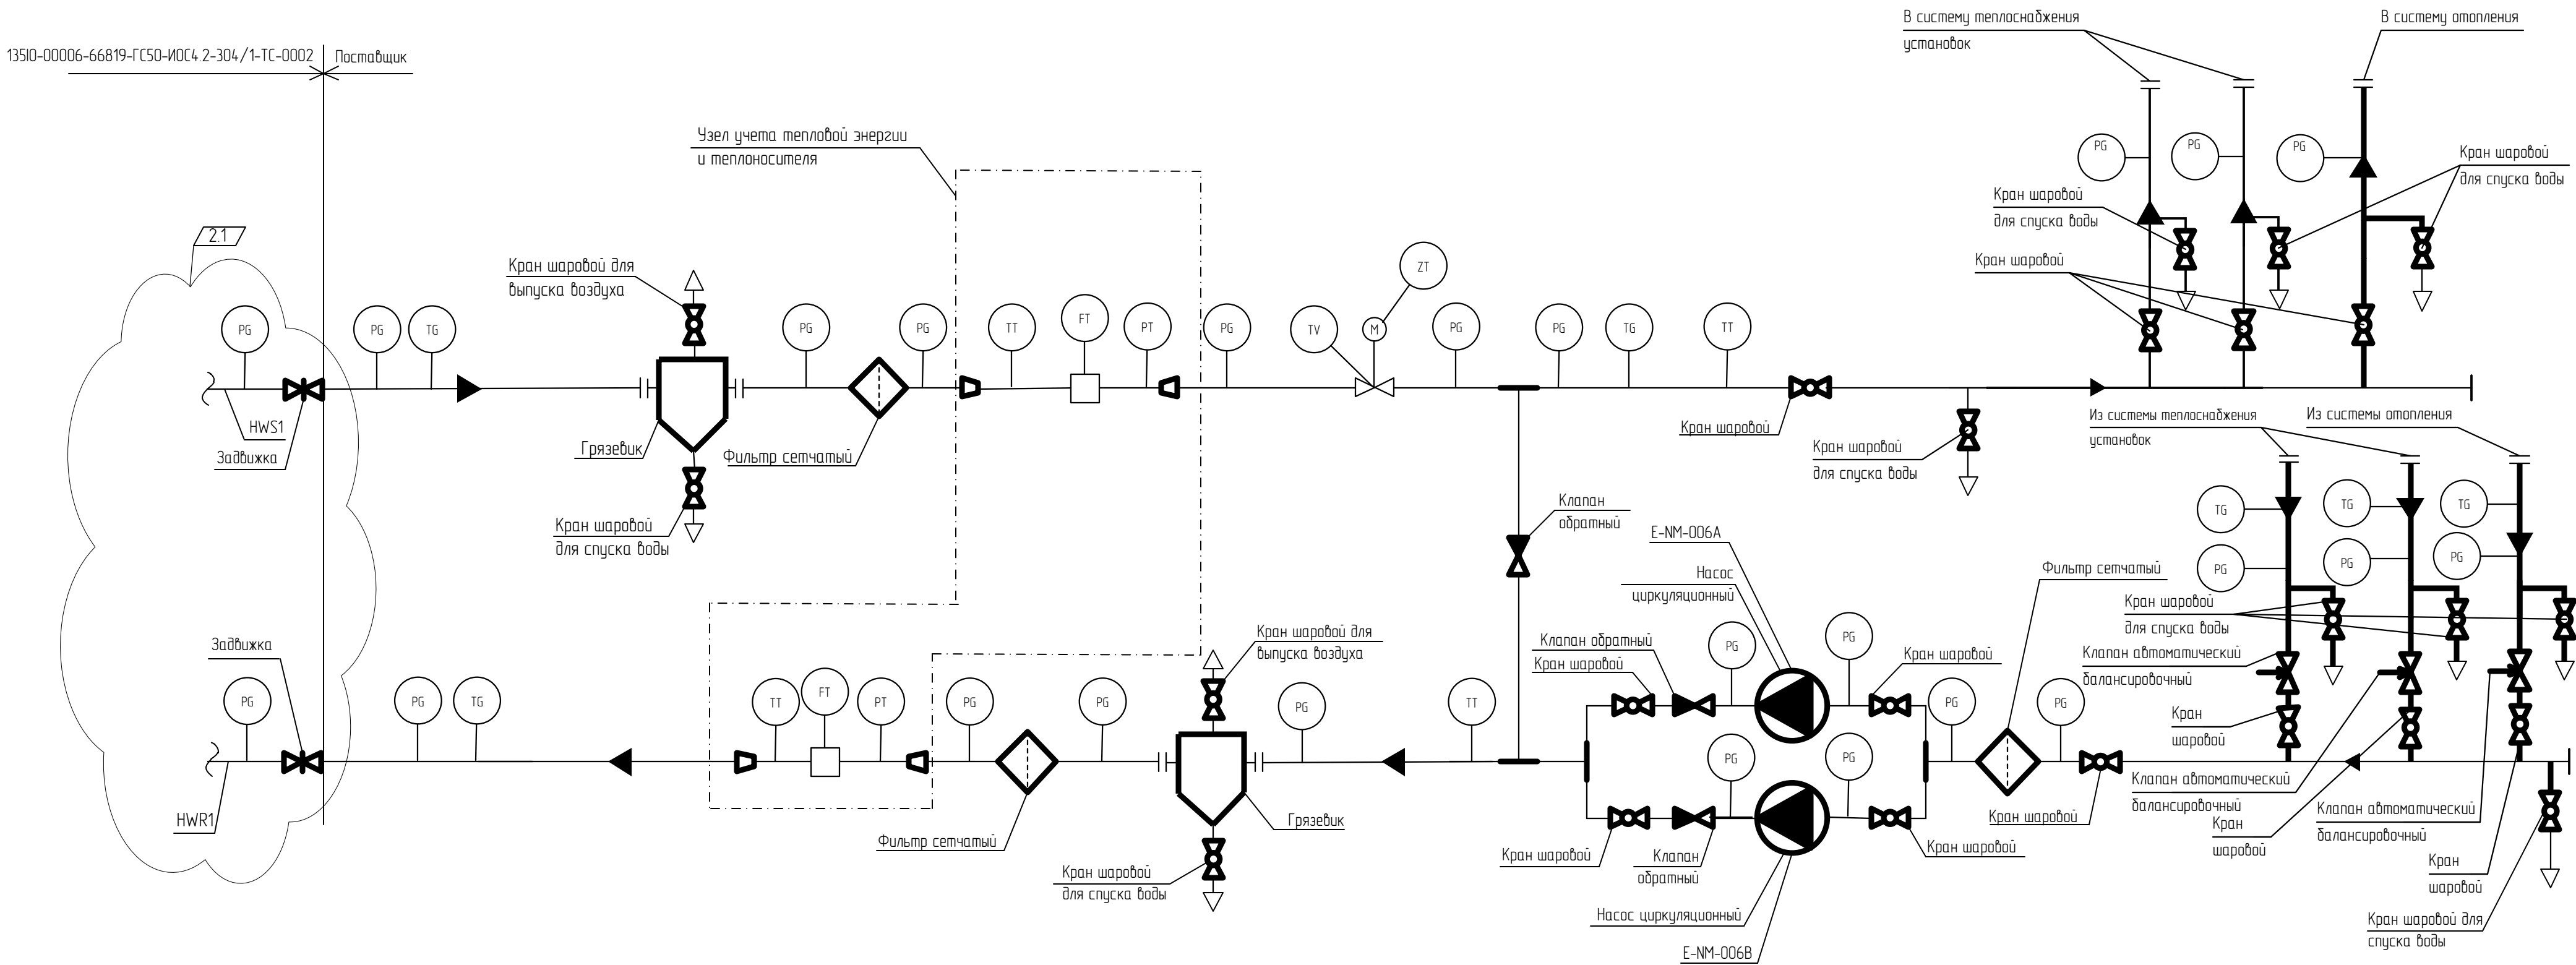 В систему теплоснабжения
установок
В систему отопления
13510-00006-66819-ГС50-ИОС4.2-304/1-ТС-0002
Поставщик
Узел учета тепловой энергии
и теплоносителя
PG
PG
PG
Кран шаровой
для спуска воды
Кран шаровой
для спуска воды
Кран шаровой
2.1
Кран шаровой для
выпуска воздуха
ZT
PG
PG
TG
PG
PG
TT
FT
PT
PG
TV
M
PG
PG
TG
TT
HWS1
Задвижка
Грязевик
Фильтр сетчатый
Кран шаровой
Кран шаровой
для спуска воды
Из системы теплоснабжения
установок
Из системы отопления
Кран шаровой
для спуска воды
Клапан
обратный
E-NM-006A
Насос
циркуляционный
Фильтр сетчатый
TG
TG
TG
PG
PG
PG
Кран шаровой
для спуска воды
Клапан автоматический
балансировочный
Кран
шаровой
Задвижка
Кран шаровой для
выпуска воздуха
Клапан обратный
Кран шаровой
PG
PG
Кран шаровой
PG
PG
TG
TT
FT
PT
PG
PG
PG
TT
PG
PG
PG
PG
HWR1
Фильтр сетчатый
Грязевик
Кран шаровой
для спуска воды
Кран шаровой
Клапан
обратный
Кран шаровой
Кран шаровой
Клапан автоматический
балансировочный
Кран
шаровой
Клапан автоматический
балансировочный
Кран
шаровой
Насос циркуляционный
E-NM-006B
Кран шаровой для
спуска воды